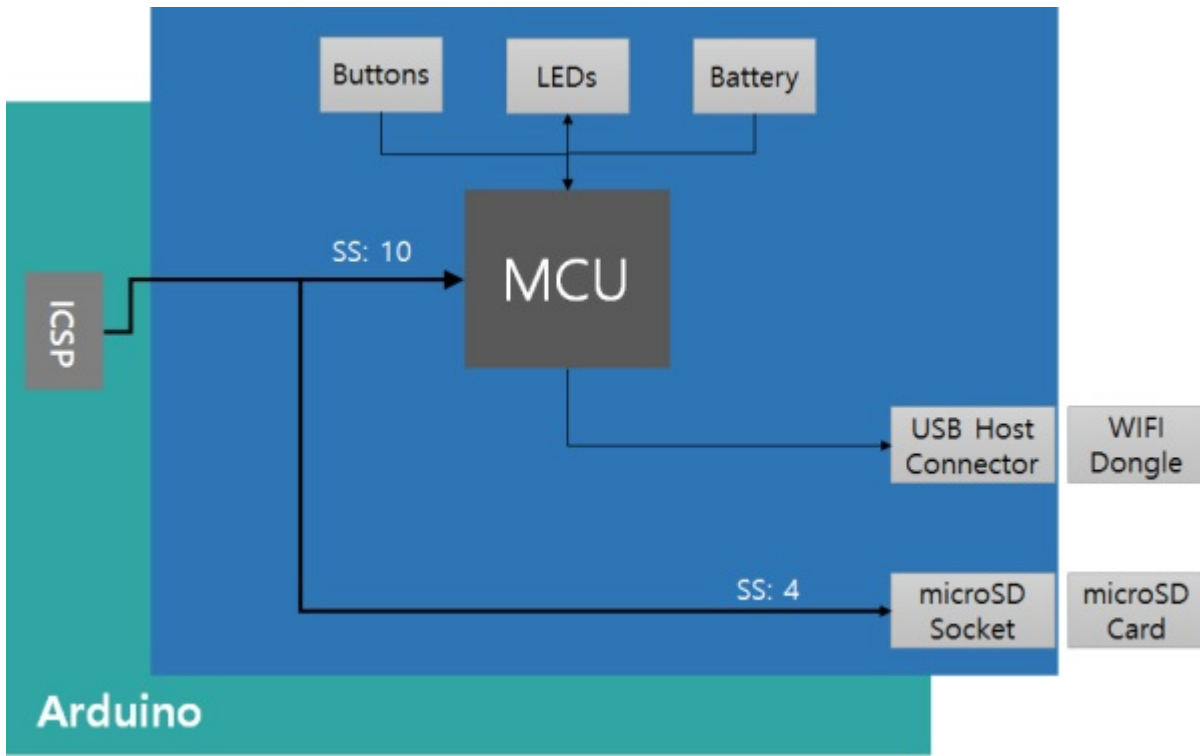 Buttons
LEDs
Battery
SS: 10
MCU
ICSP
USB Host
Connector
WIFI
Dongle
SS: 4
microSD
Socket
microSD
Card
Arduino